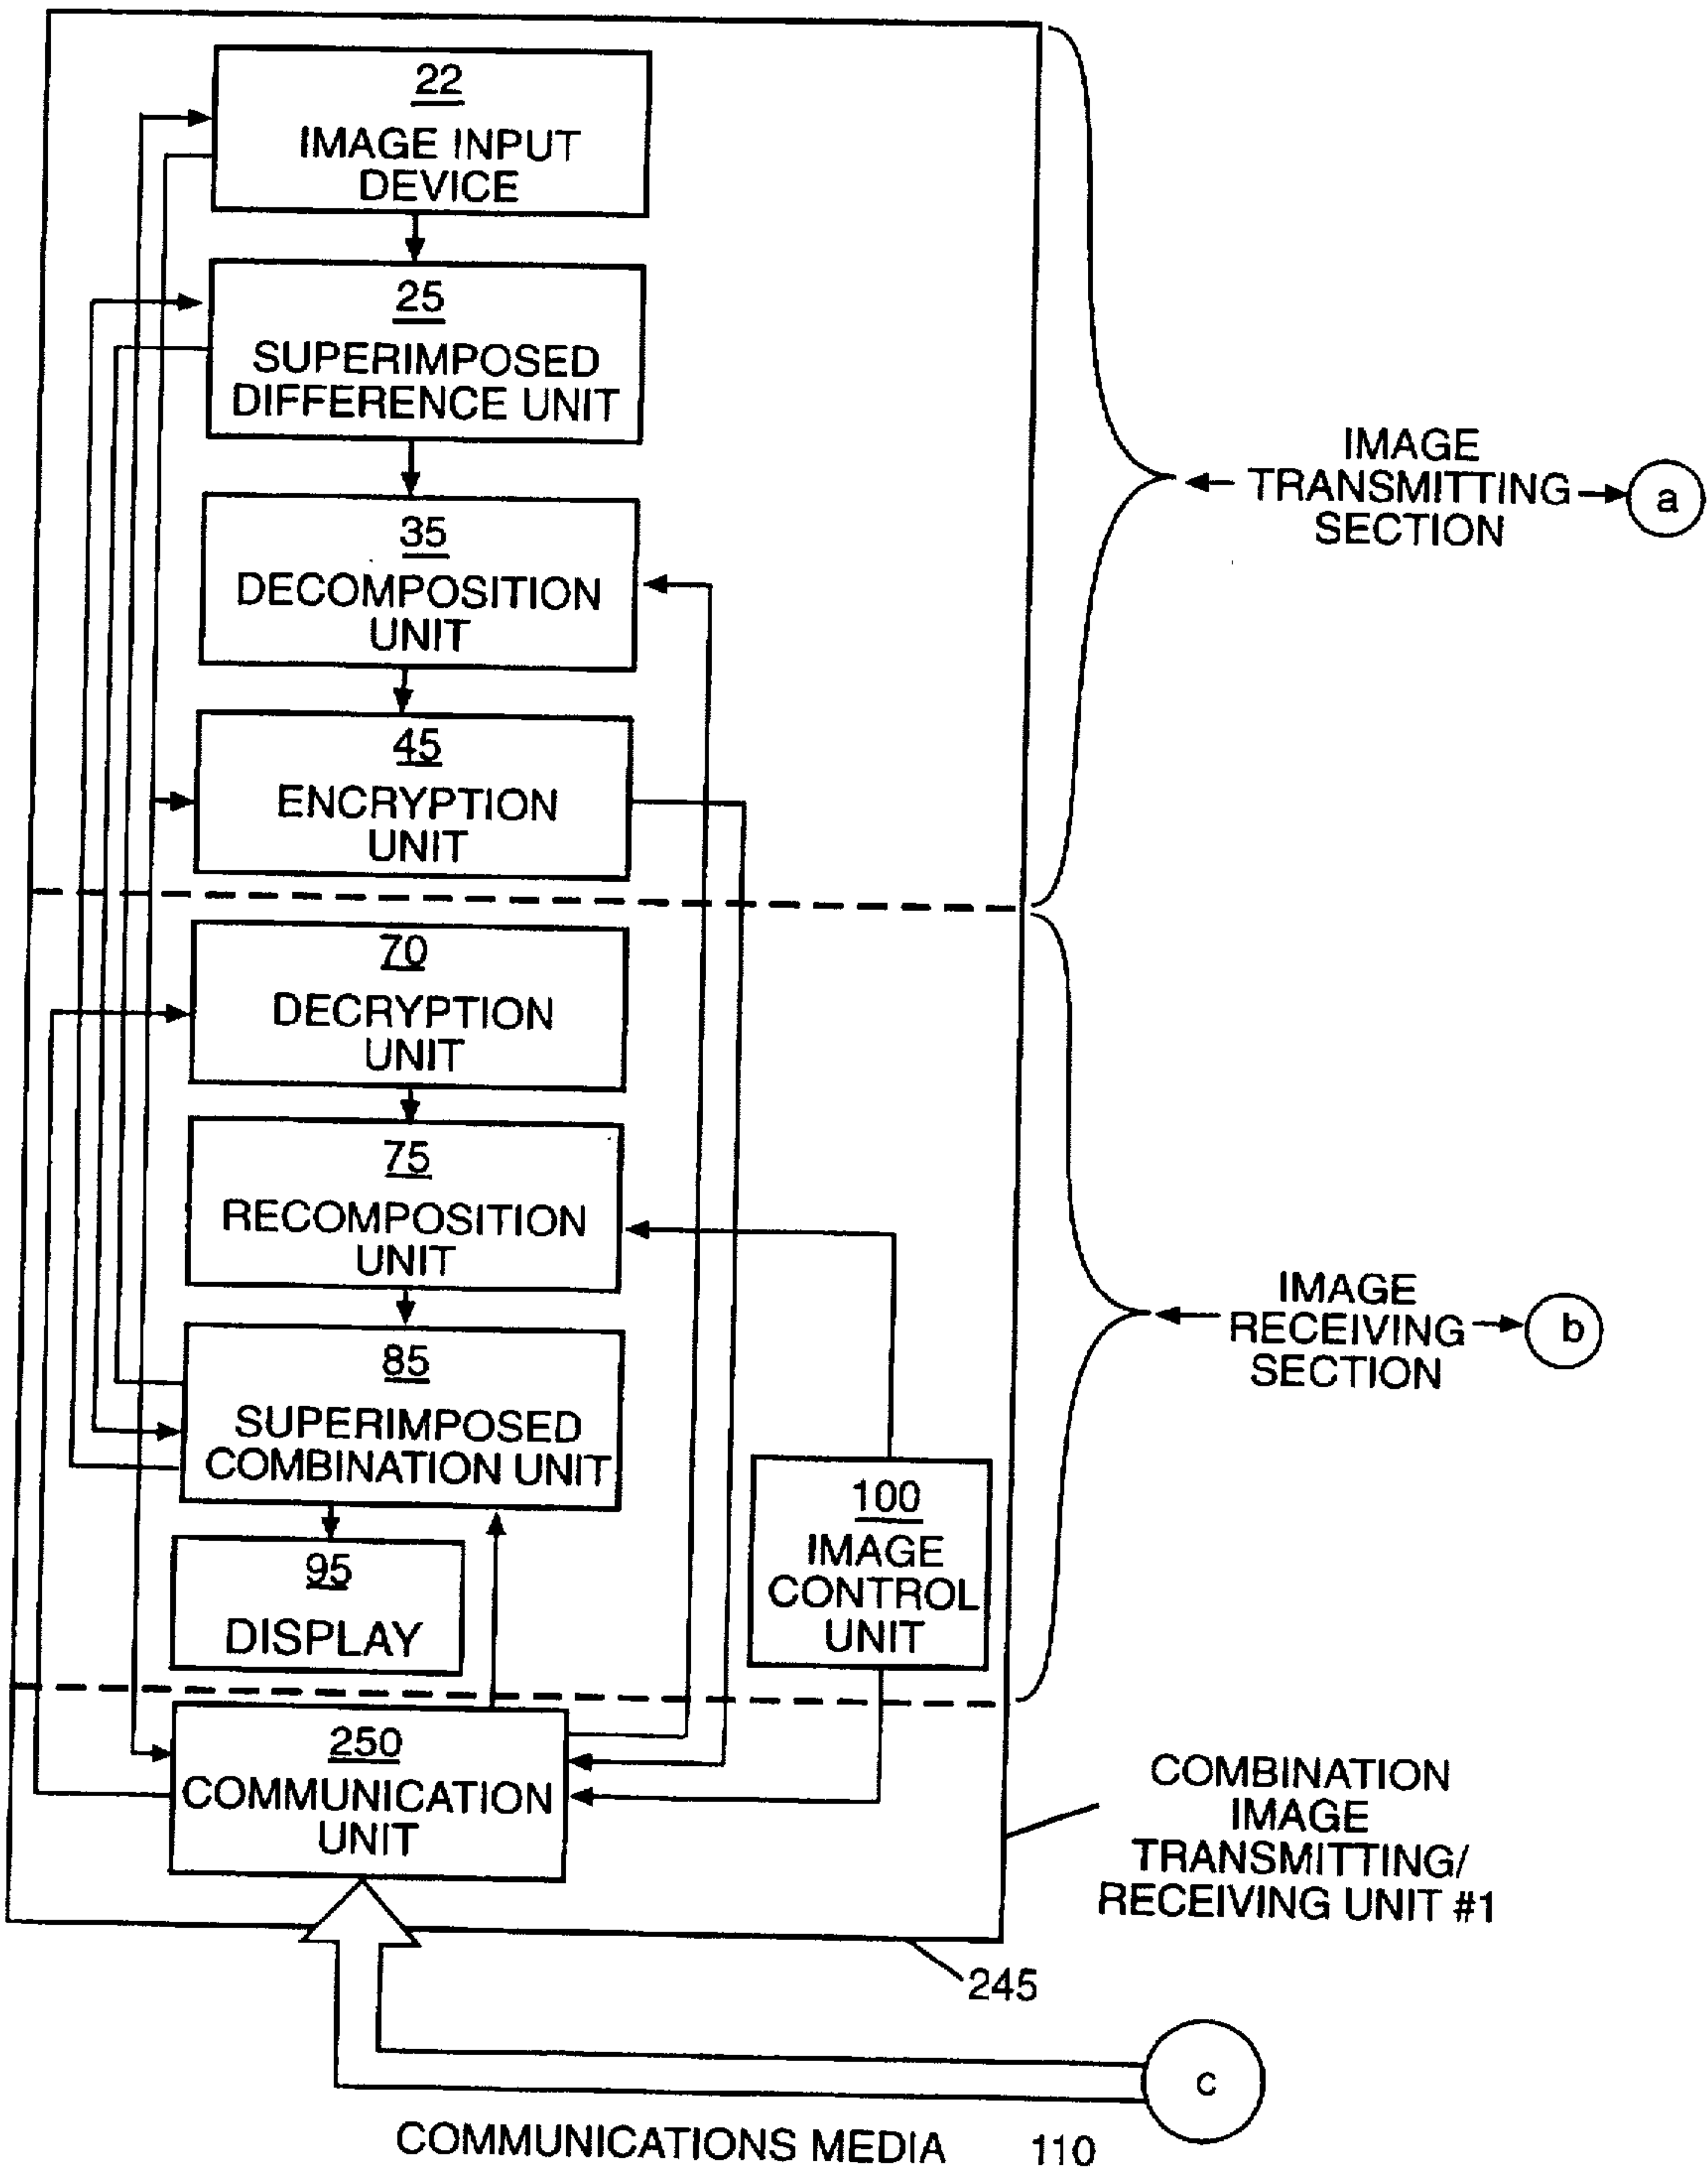 22
IMAGE INPUT
DEVICE
25
SUPERIMPOSED
DIFFERENCE UNIT
35
DECOMPOSITION
UNIT
45
ENCRYPTION
UNIT
IMAGE
TRANSMITTING
SECTION
a
70
DECRYPTION
UNIT
75
RECOMPOSITION
UNIT
85
SUPERIMPOSED
COMBINATION UNIT
95
DISPLAY
100
IMAGE
CONTROL
UNIT
IMAGE
RECEIVING
SECTION
b
250
COMMUNICATION
UNIT
COMBINATION
IMAGE
TRANSMITTING/
RECEIVING UNIT #1
245
c
COMMUNICATIONS MEDIA 110